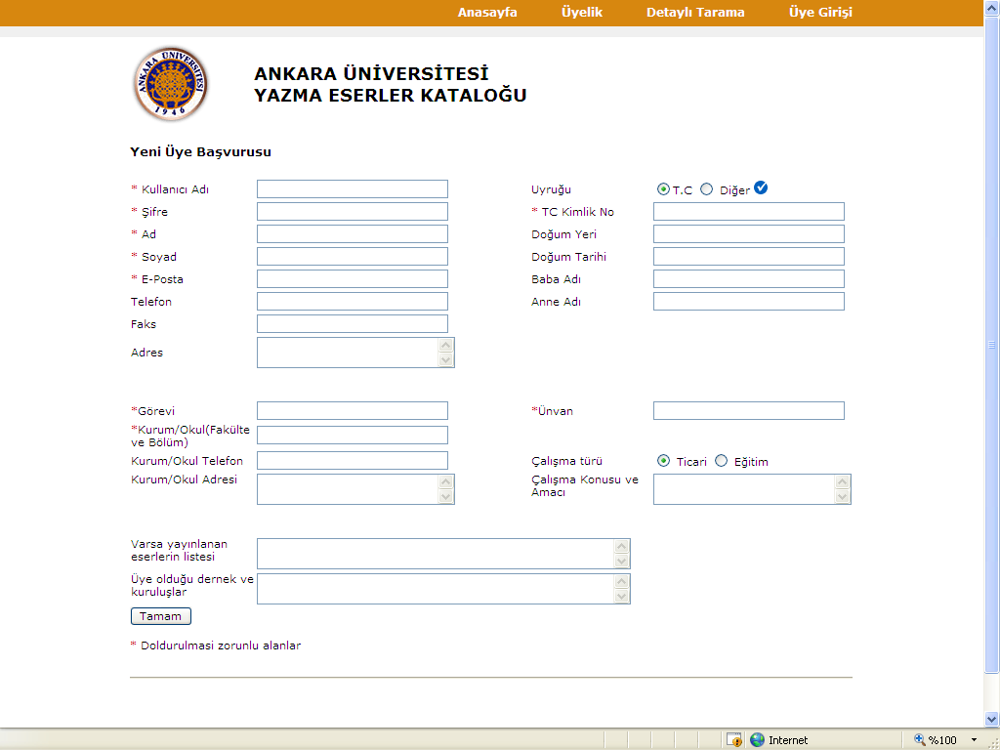 Anasayfa Üyelik Detaylı Tarama Üye Girişi
ANKARA ÜNİVERSİTESİ
1946
ANKARA ÜNİVERSİTESİ
YAZMA ESERLER KATALOĞU
Yeni Üye Başvurusu
* Kullanıcı Adı Uyruğu T.C Diğer
* Şifre * TC Kimlik No
* Ad Doğum Yeri
* Soyad Doğum Tarihi
* E-Posta Baba Adı
Telefon Anne Adı
Faks
Adres
*Görevi *Ünvan
*Kurum/Okul(Fakülte
ve Bölüm)
Kurum/Okul Telefon Çalışma türü Ticari Eğitim
Kurum/Okul Adresi Çalışma Konusu ve
Amacı
Varsa yayınlanan
eserlerin listesi
Üye olduğu dernek ve
kuruluşlar
Tamam
* Doldurulmasi zorunlu alanlar
Internet %100